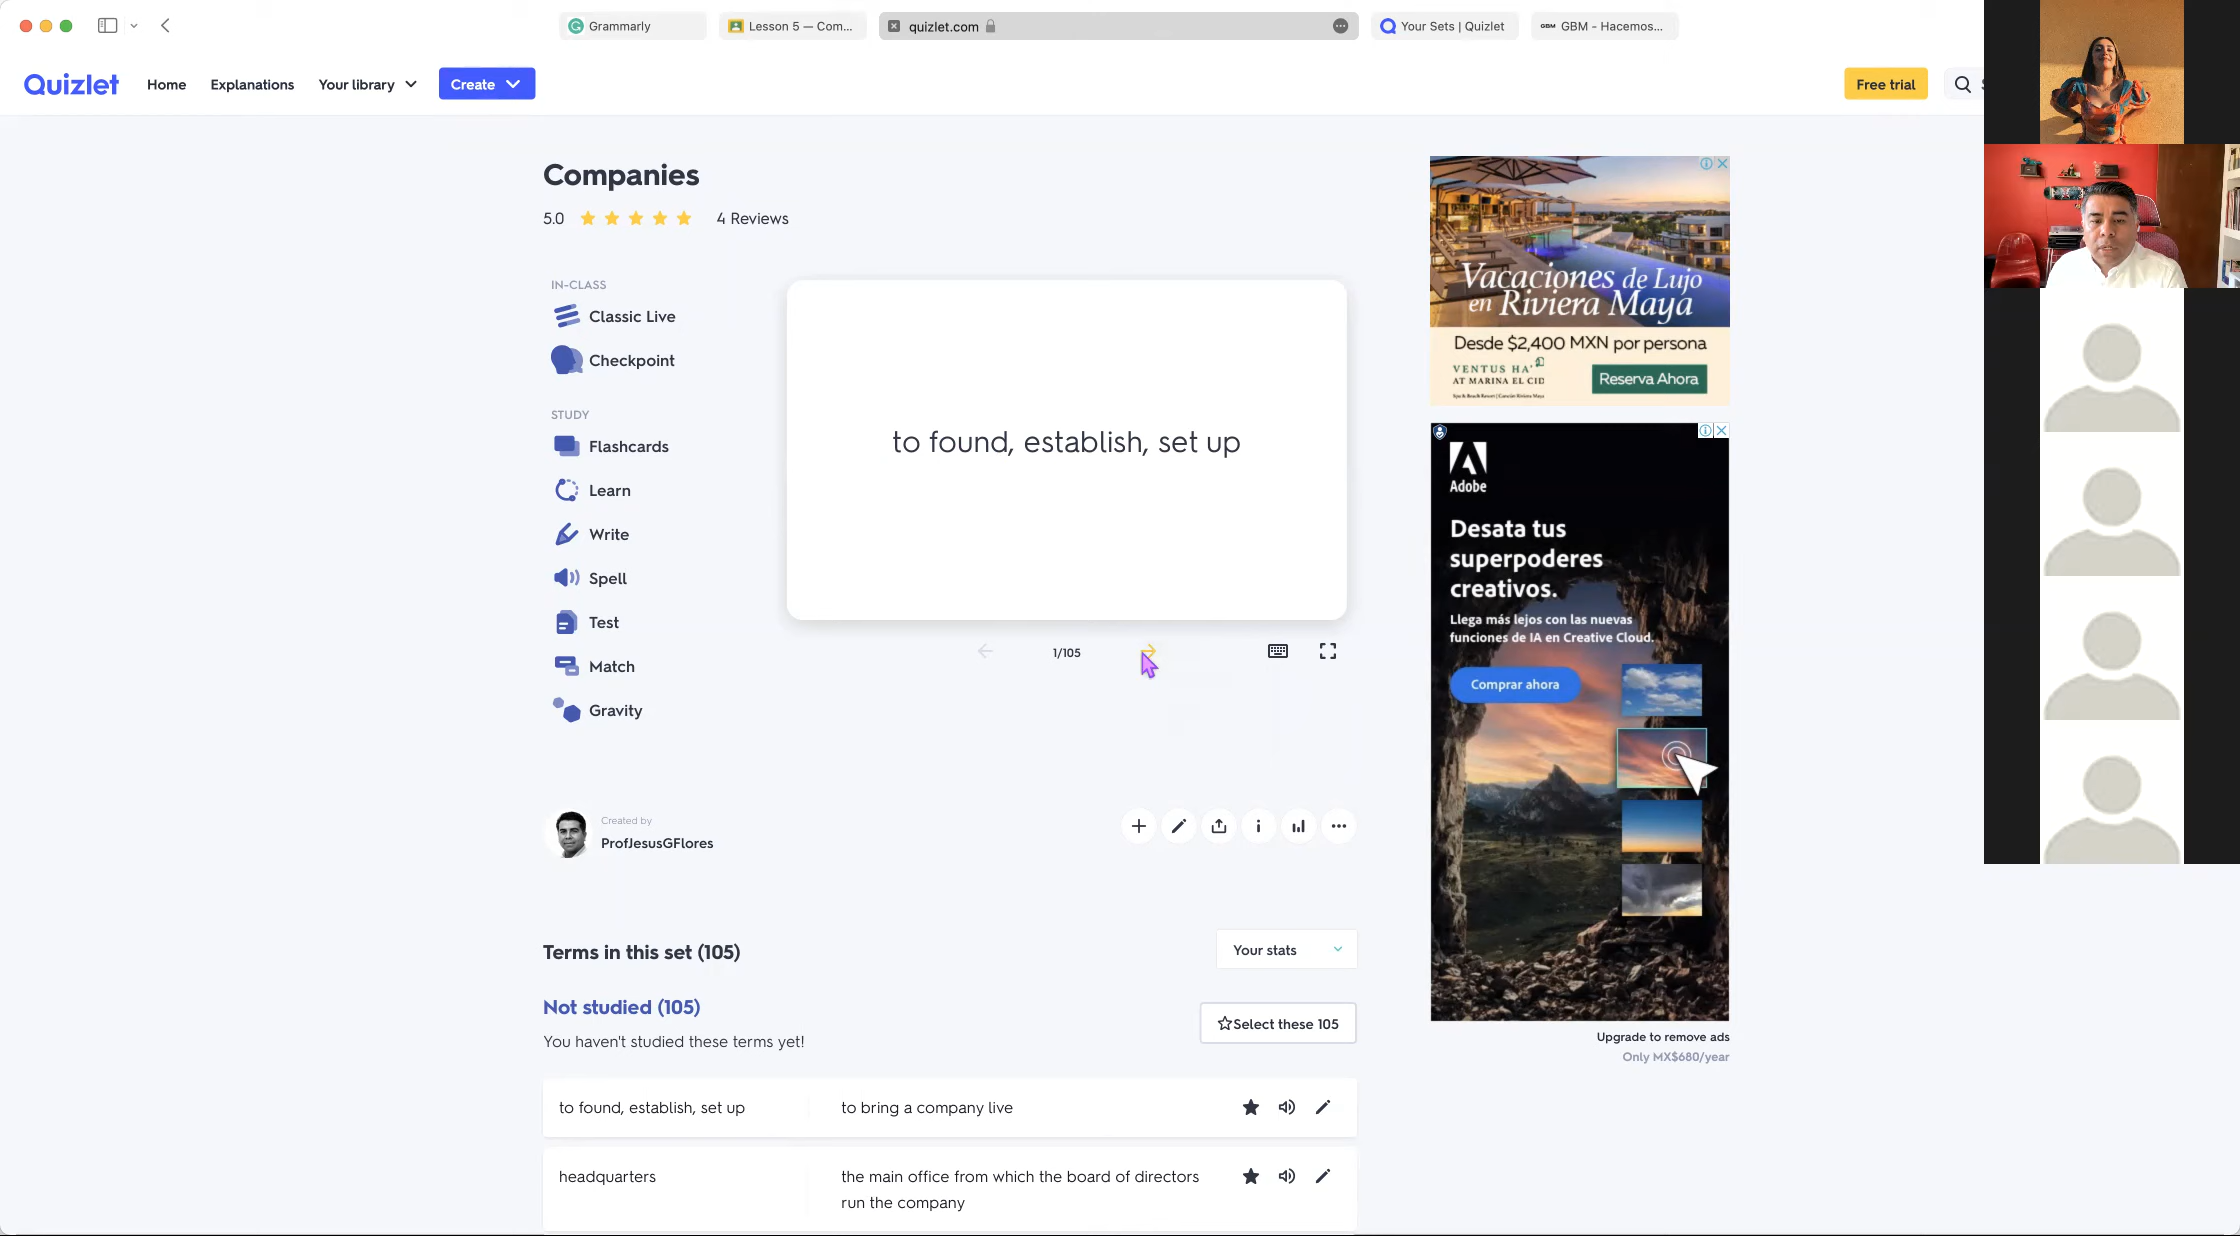 Grammarly
Lesson 5 — Com...
quizlet.com
Your Sets | Quizlet
GBM GBM - Hacemos...
Quizlet
Home
Explanations
Your library
Create
Free trial
Companies
5.0
4 Reviews
IN-CLASS
Classic Live
Checkpoint
STUDY
Flashcards
Learn
Write
Spell
Test
Match
Gravity
to found, establish, set up
1/105
Vacaciones de Lujo
en Riviera Maya
Desde $2,400 MXN por persona
VENTUS HA'
AT MARINA EL CID
Reserva Ahora
Adobe
Desata tus
superpoderes
creativos.
Llega más lejos con las nuevas
funciones de IA en Creative Cloud.
Comprar ahora
Created by
ProfJesusGFlores
Terms in this set (105)
Your stats
Not studied (105)
You haven't studied these terms yet!
Select these 105
Upgrade to remove ads
Only MX$680/year
to found, establish, set up
to bring a company live
headquarters
the main office from which the board of directors
run the company